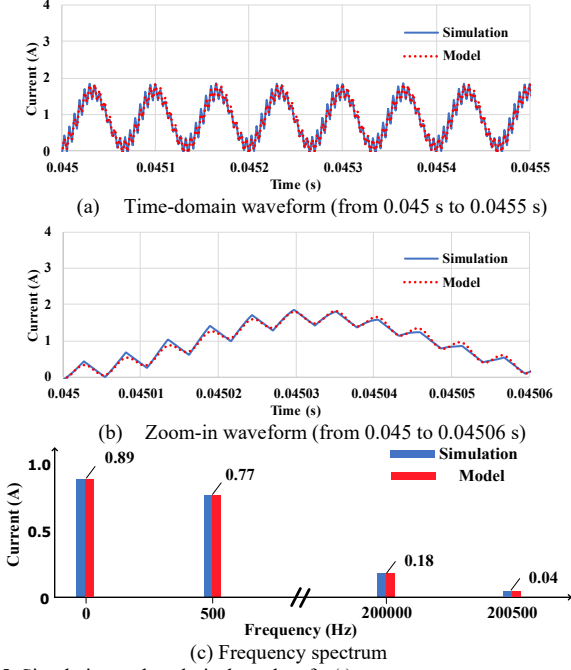 4
3
2
1
0
Current (A)
Simulation
Model
0.045 0.0451 0.0452 0.0453 0.0454 0.0455
Time (s)
(a) Time-domain waveform (from 0.045 s to 0.0455 s)
4
3
2
1
0
Current (A)
Simulation
Model
0.045 0.04501 0.04502 0.04503 0.04504 0.04505 0.04506
Time (s)
(b) Zoom-in waveform (from 0.045 to 0.04506 s)
Simulation
Model
1.0
0.5
0
Current (A)
0.89
0.77
0.18
0.04
0 500 200000 200500
Frequency (Hz)
(c) Frequency spectrum